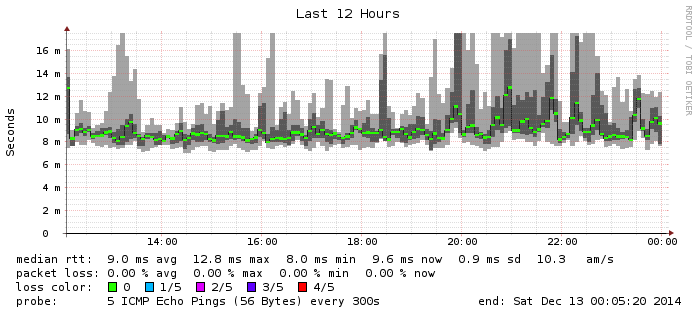 Last 12 Hours
RRDTOOL / TOBI OETIKER
Seconds
16 m
14 m
12 m
10 m
8 m
6 m
4 m
2 m
0
14:00 16:00 18:00 20:00 22:00 00:00
median rtt: 9.0 ms avg 12.8 ms max 8.0 ms min 9.6 ms now 0.9 ms sd 10.3 am/s
packet loss: 0.00 % avg 0.00 % max 0.00 % min 0.00 % now
loss color: 0 1/5 2/5 3/5 4/5
probe: 5 ICMP Echo Pings (56 Bytes) every 300s end: Sat Dec 13 00:05:20 2014